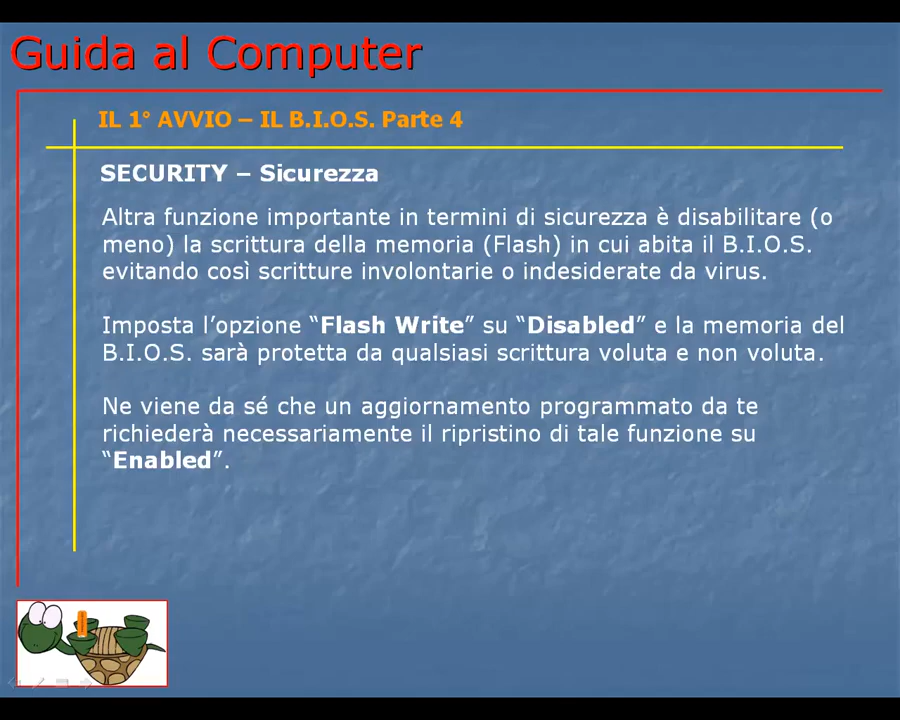 Guida al Computer
IL 1° AVVIO – IL B.I.O.S. Parte 4
SECURITY – Sicurezza
Altra funzione importante in termini di sicurezza è disabilitare (o
meno) la scrittura della memoria (Flash) in cui abita il B.I.O.S.
evitando così scritture involontarie o indesiderate da virus.
Imposta l’opzione “Flash Write” su “Disabled” e la memoria del
B.I.O.S. sarà protetta da qualsiasi scrittura voluta e non voluta.
Ne viene da sé che un aggiornamento programmato da te
richiederà necessariamente il ripristino di tale funzione su
“Enabled”.